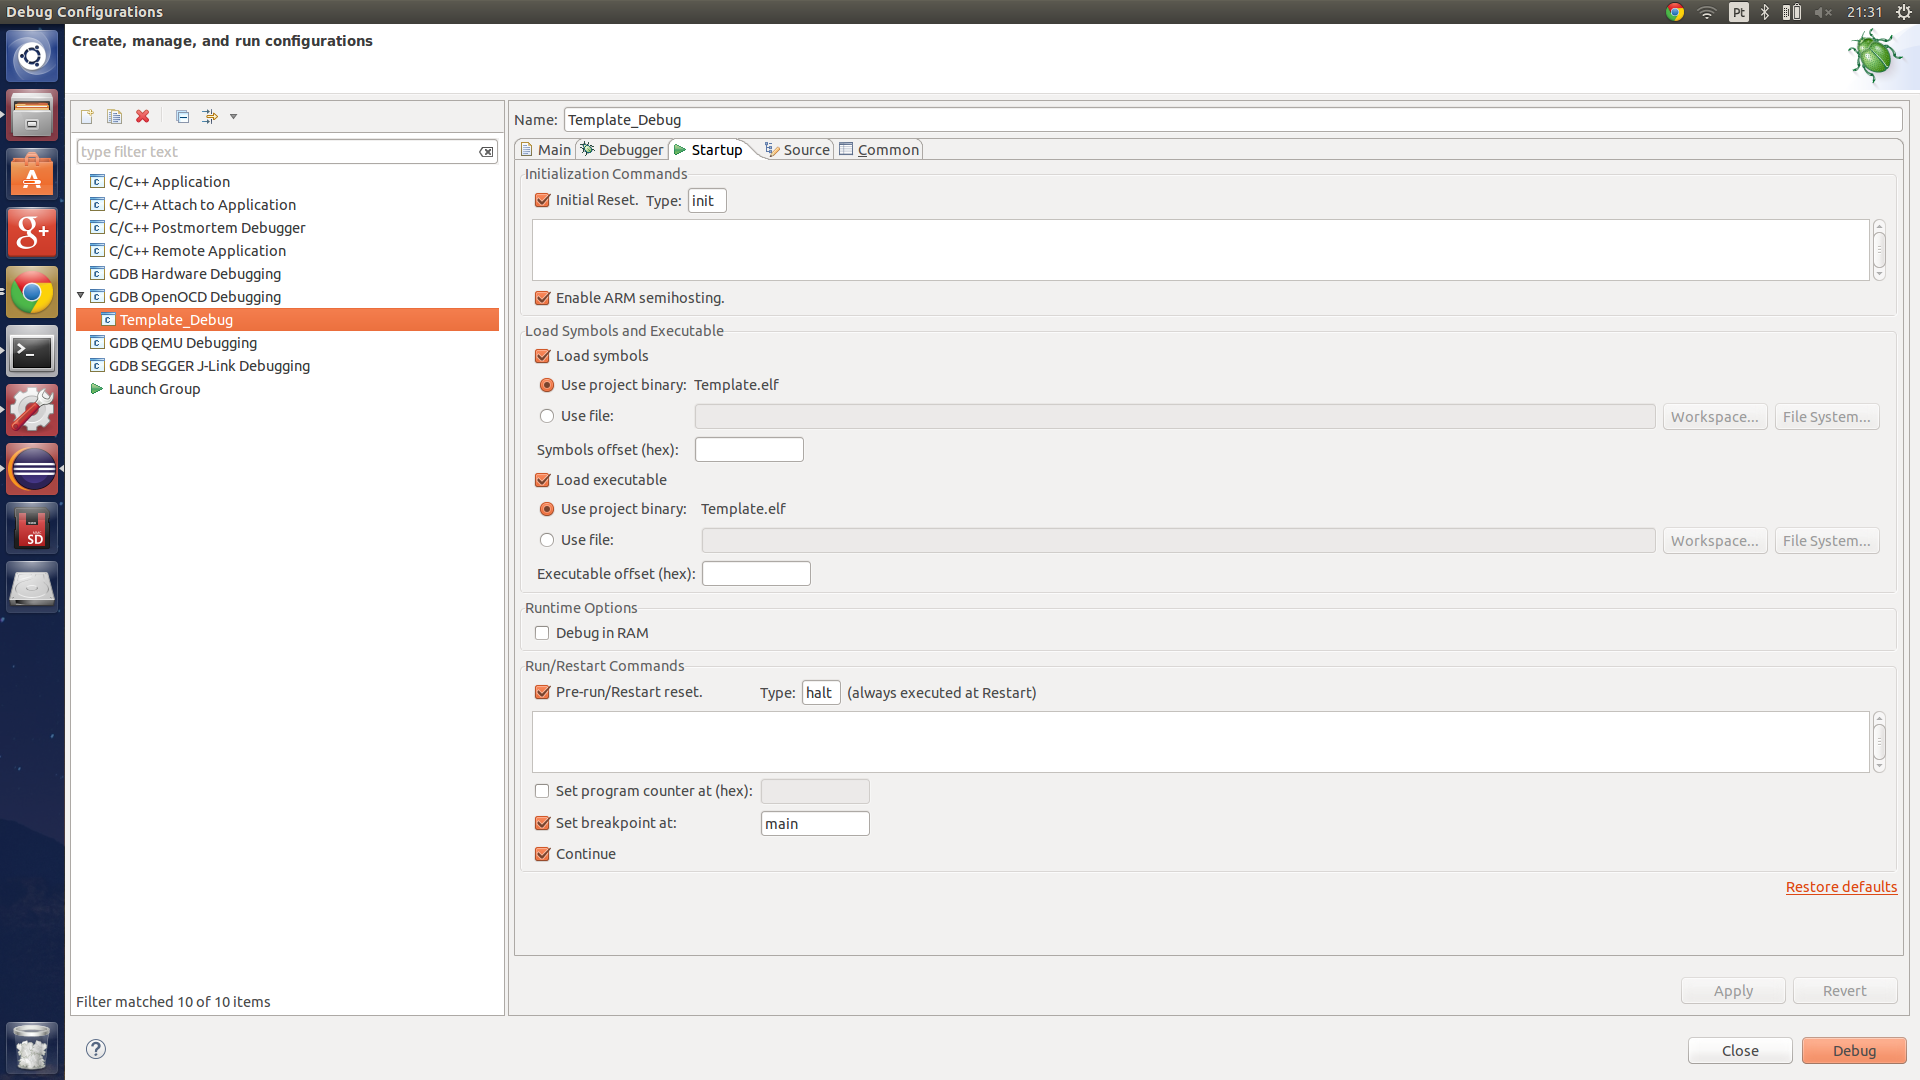 Debug Configurations
Pt
21:31
Create, manage, and run configurations
type filter text
C/C++ Application
C/C++ Attach to Application
C/C++ Postmortem Debugger
C/C++ Remote Application
GDB Hardware Debugging
GDB OpenOCD Debugging
Template_Debug
GDB QEMU Debugging
GDB SEGGER J-Link Debugging
Launch Group
Filter matched 10 of 10 items
Name: Template_Debug
Main Debugger Startup Source Common
Initialization Commands
Initial Reset. Type: init
Enable ARM semihosting.
Load Symbols and Executable
Load symbols
Use project binary: Template.elf
Use file: Workspace... File System...
Symbols offset (hex):
Load executable
Use project binary: Template.elf
Use file: Workspace... File System...
Executable offset (hex):
Runtime Options
Debug in RAM
Run/Restart Commands
Pre-run/Restart reset. Type: halt (always executed at Restart)
Set program counter at (hex):
Set breakpoint at: main
Continue
Restore defaults
Apply Revert
Close Debug
g+
SD